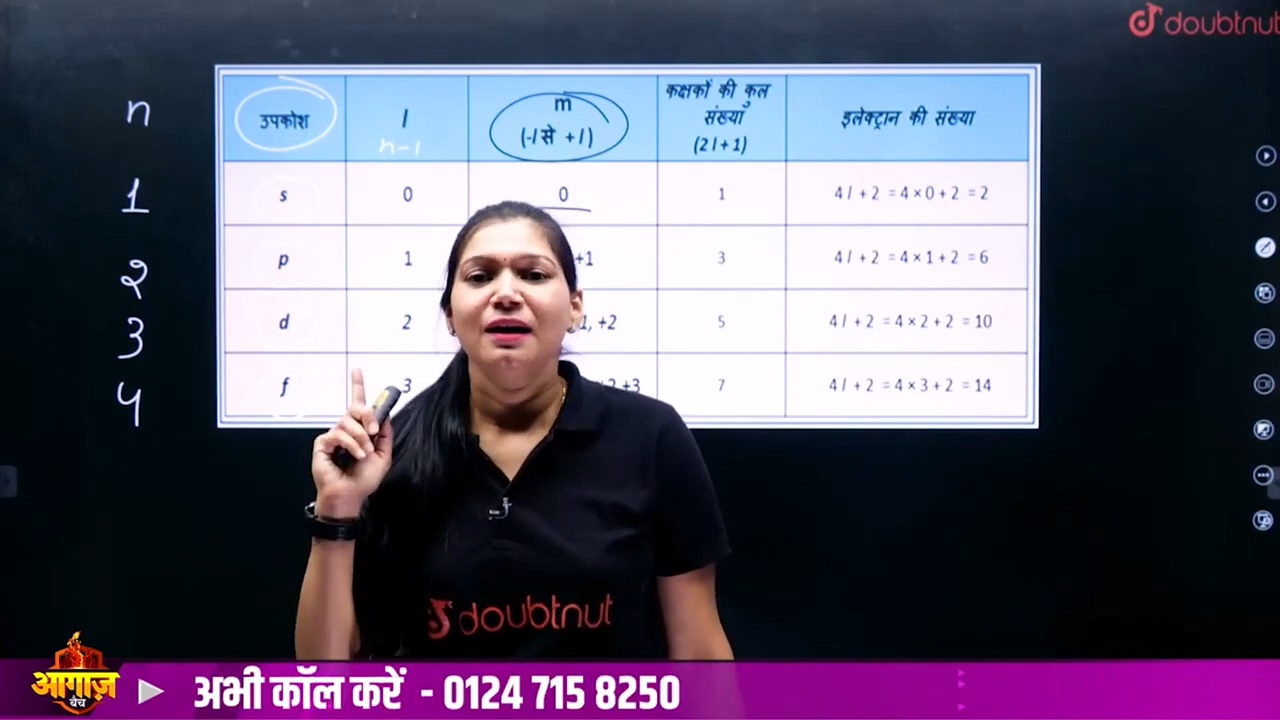 doubtnut
n
1
2
3
4
उपकोश
l
n-1
m
(-l से +l)
कक्षकों की कुल
संख्या
(2l+1)
इलेक्ट्रान की संख्या
s
0
0
1
4l+2 =4×0+2 =2
p
1
+1
3
4l+2 =4×1+2 =6
d
2
1, +2
5
4l+2 =4×2+2 =10
f
3
+3
7
4l+2 =4×3+2 =14
doubtnut
आगाज़
बैच
अभी कॉल करें - 0124 715 8250